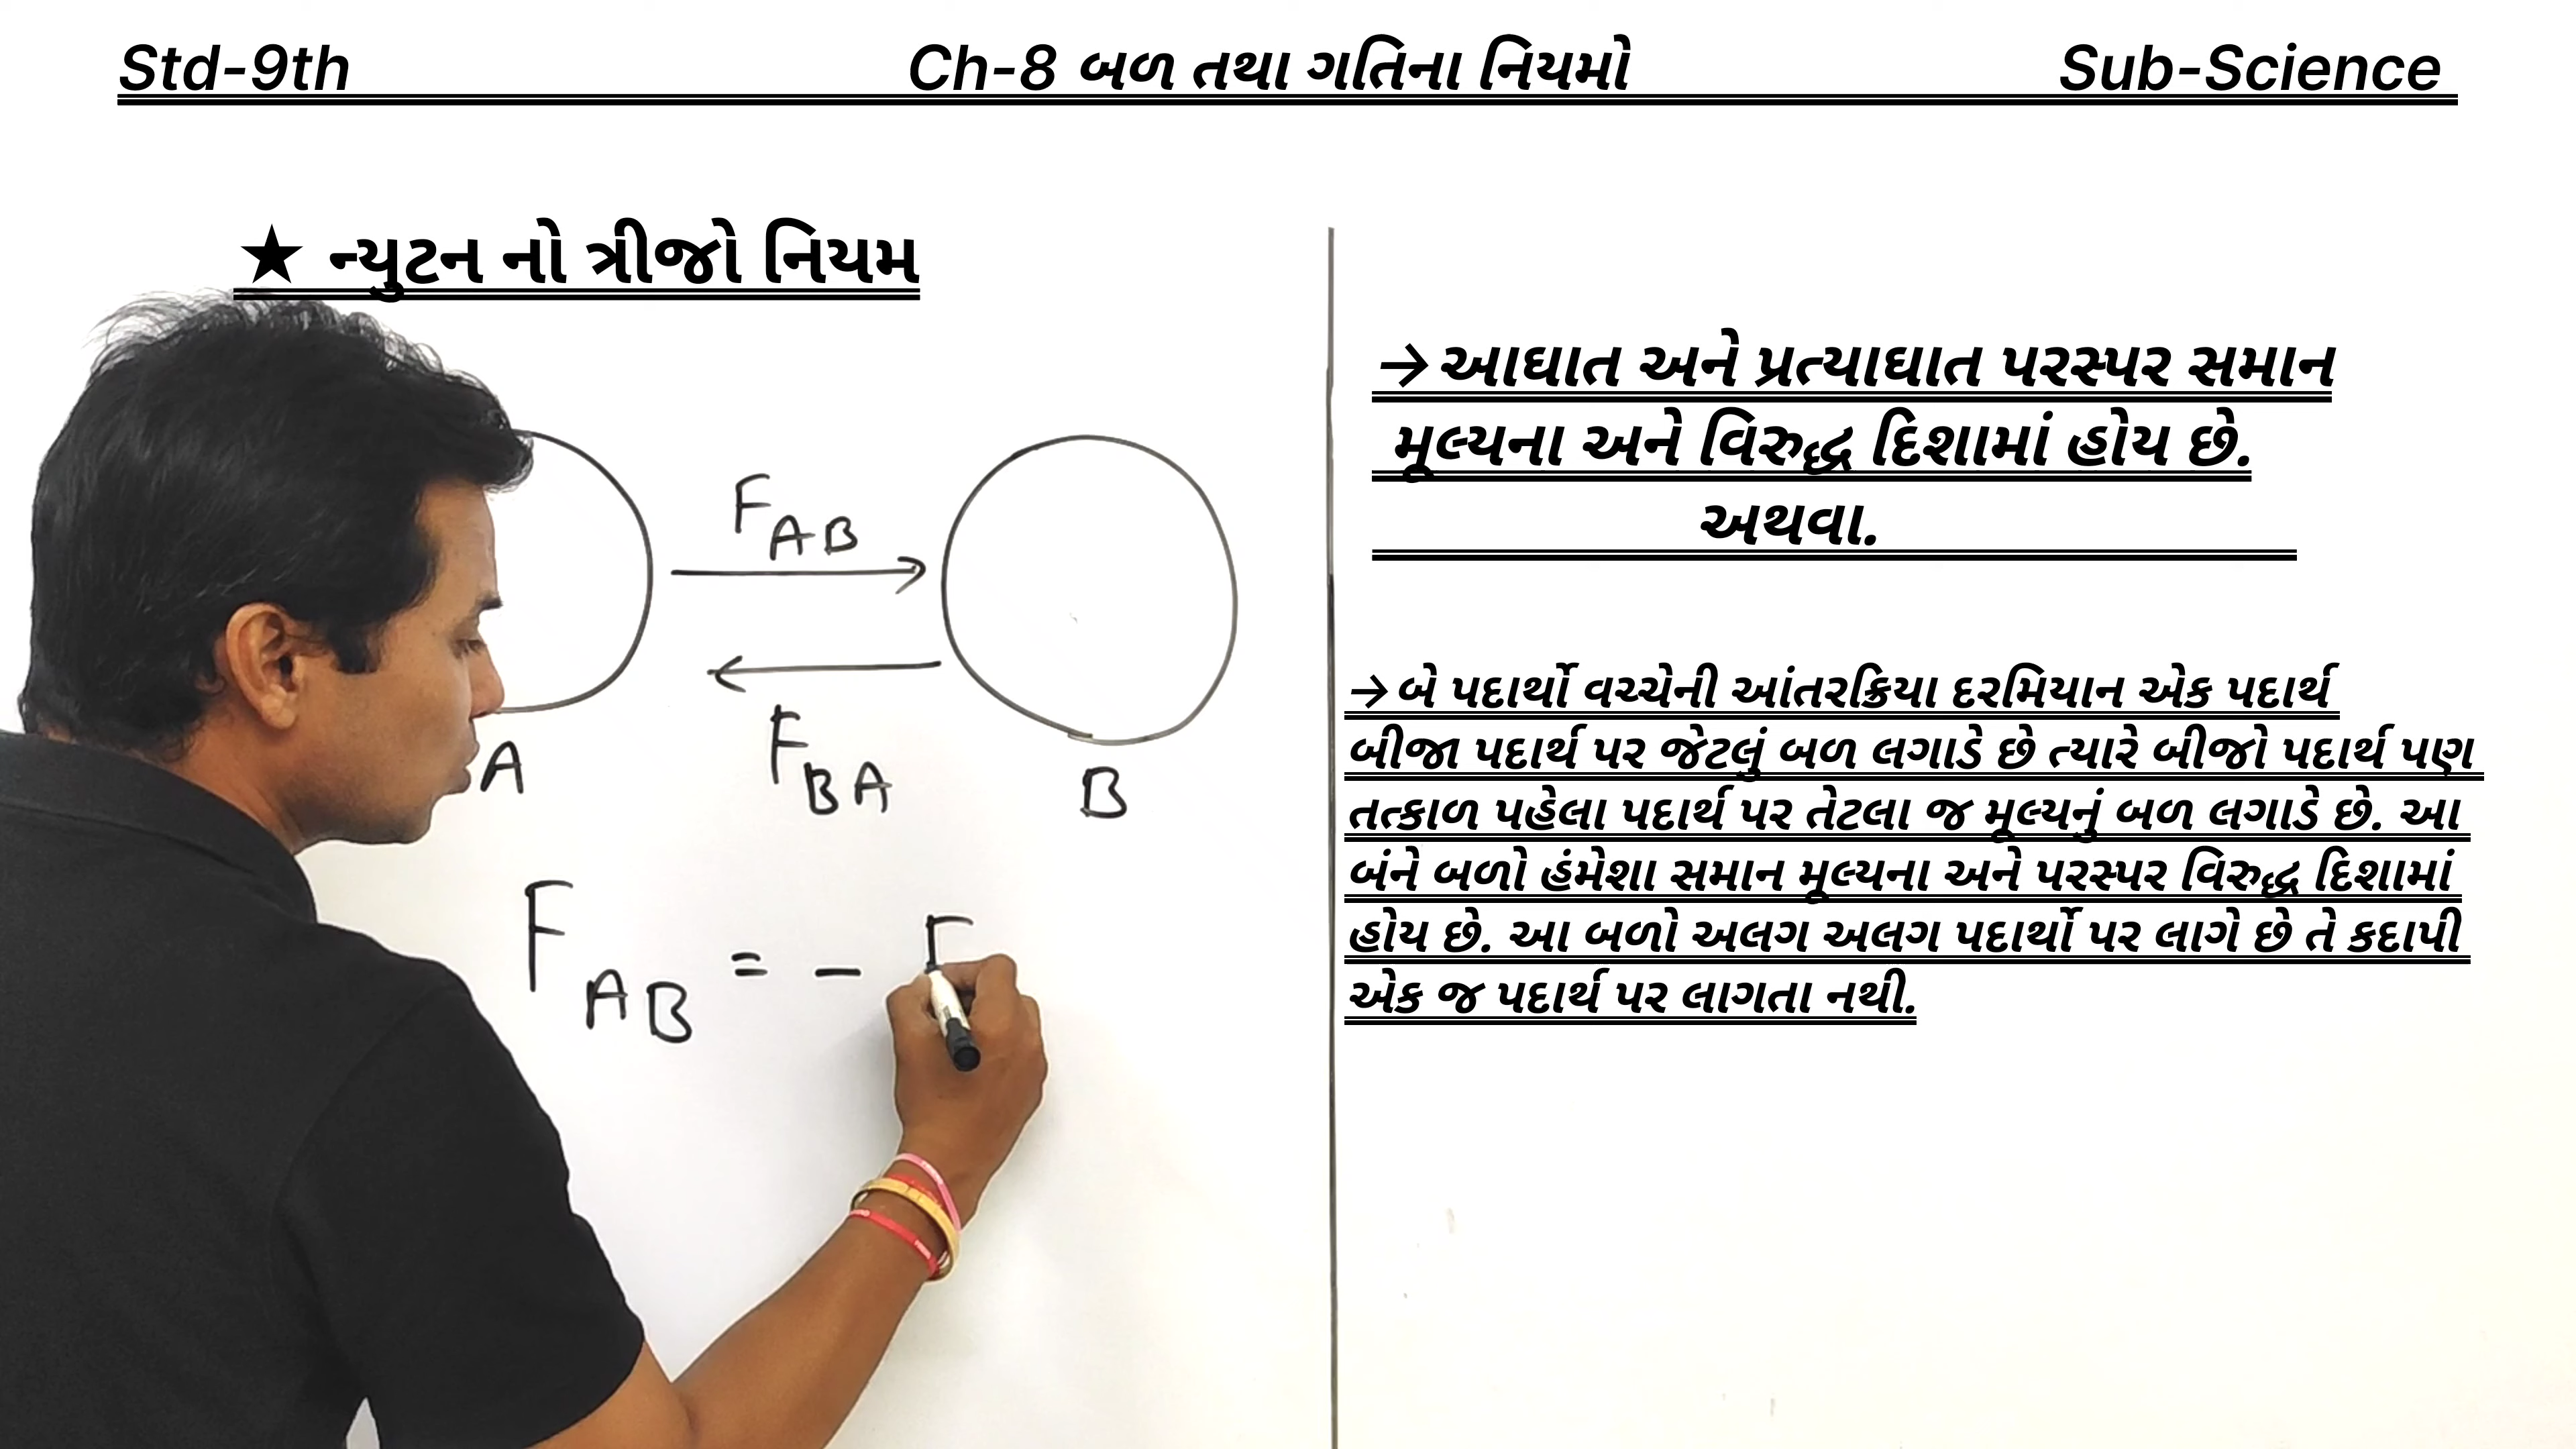 Std-9th Ch-8 બળ તથા ગતિના નિયમો Sub-Science
★ ન્યુટન નો ત્રીજો નિયમ
F AB
F BA
A
B
F AB = - F
→આઘાત અને પ્રત્યાઘાત પરસ્પર સમાન
મૂલ્યના અને વિરુદ્ધ દિશામાં હોય છે.
અથવા.
→બે પદાર્થો વચ્ચેની આંતરક્રિયા દરમિયાન એક પદાર્થ
બીજા પદાર્થ પર જેટલું બળ લગાડે છે ત્યારે બીજો પદાર્થ પણ
તત્કાળ પહેલા પદાર્થ પર તેટલા જ મૂલ્યનું બળ લગાડે છે. આ
બંને બળો હંમેશા સમાન મૂલ્યના અને પરસ્પર વિરુદ્ધ દિશામાં
હોય છે. આ બળો અલગ અલગ પદાર્થો પર લાગે છે તે કદાપી
એક જ પદાર્થ પર લાગતા નથી.